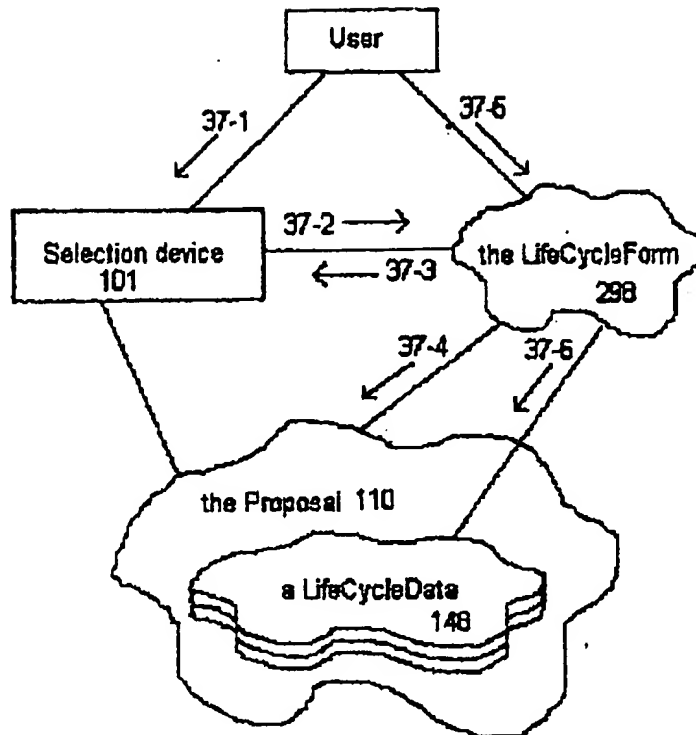 User
37-1
37-5
37-2
Selection device
101
the LifeCycleForm
298
37-3
37-4
37-6
the Proposal 110
a LifeCycleData
148